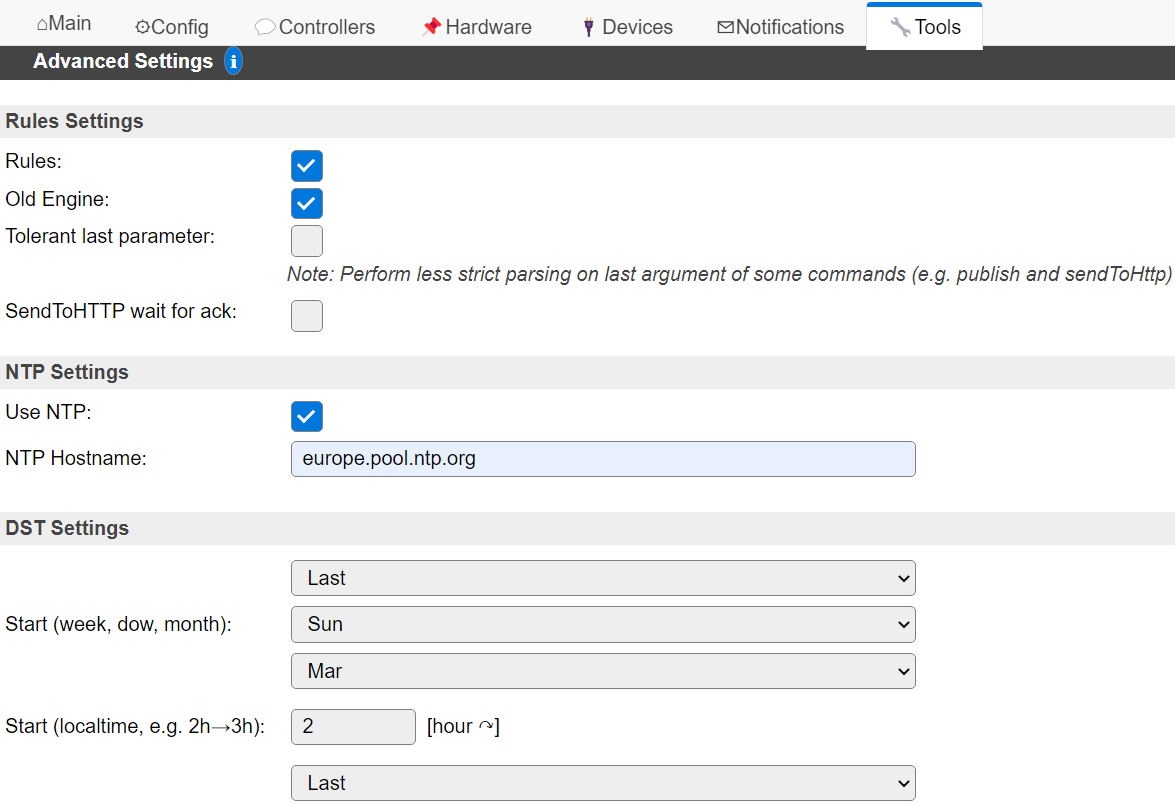 Main Config Controllers Hardware Devices Notifications Tools
Advanced Settings i
Rules Settings
Rules:
Old Engine:
Tolerant last parameter:
Note: Perform less strict parsing on last argument of some commands (e.g. publish and sendToHttp)
SendToHTTP wait for ack:
NTP Settings
Use NTP:
NTP Hostname: europe.pool.ntp.org
DST Settings
Last
Start (week, dow, month): Sun
Mar
Start (localtime, e.g. 2h→3h): 2 [hour ↷]
Last